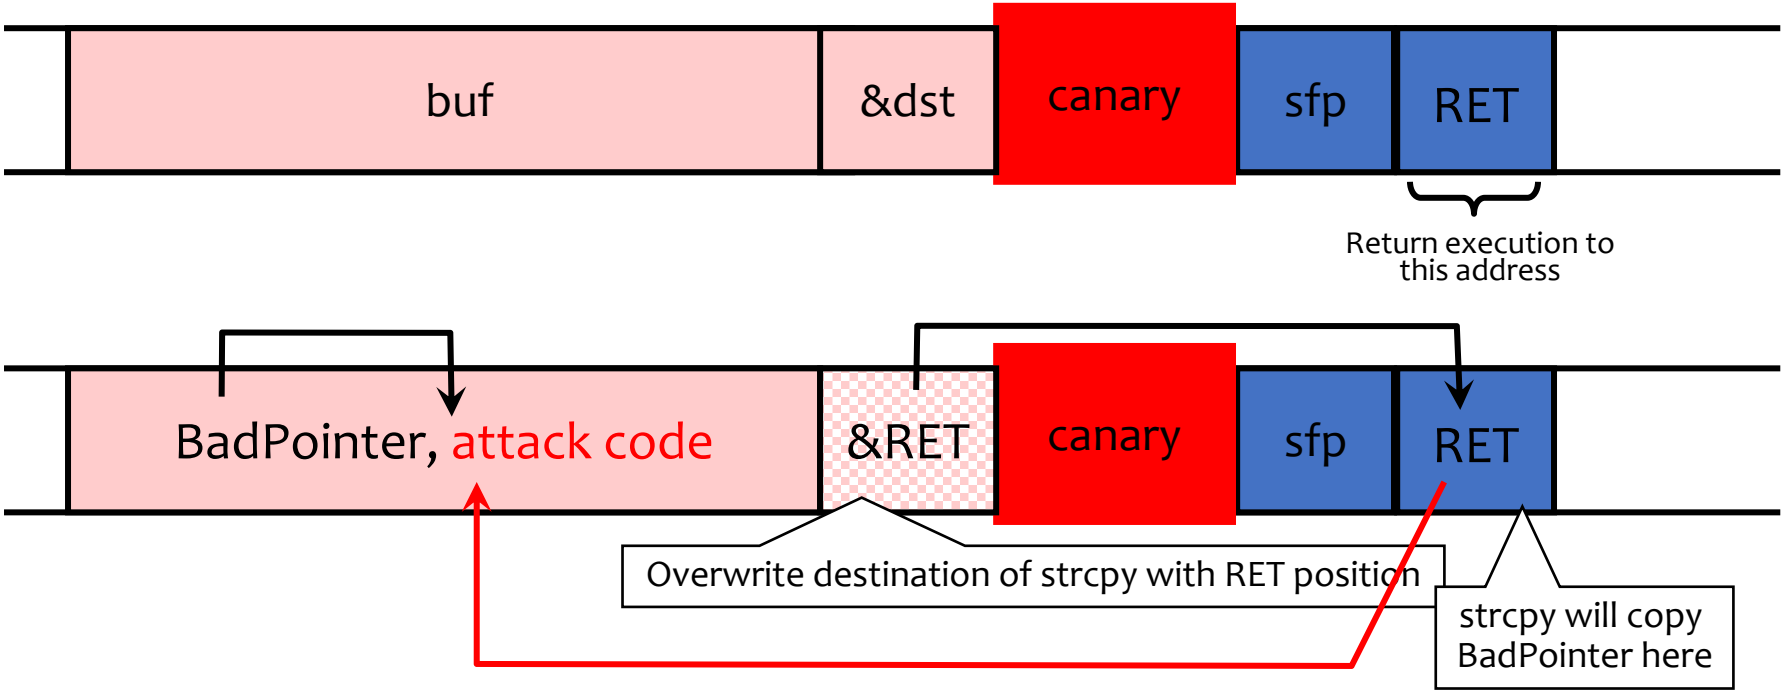 buf
&dst
canary
sfp
RET
Return execution to
this address
BadPointer, attack code
&RET
canary
sfp
RET
Overwrite destination of strcpy with RET position
strcpy will copy
BadPointer here